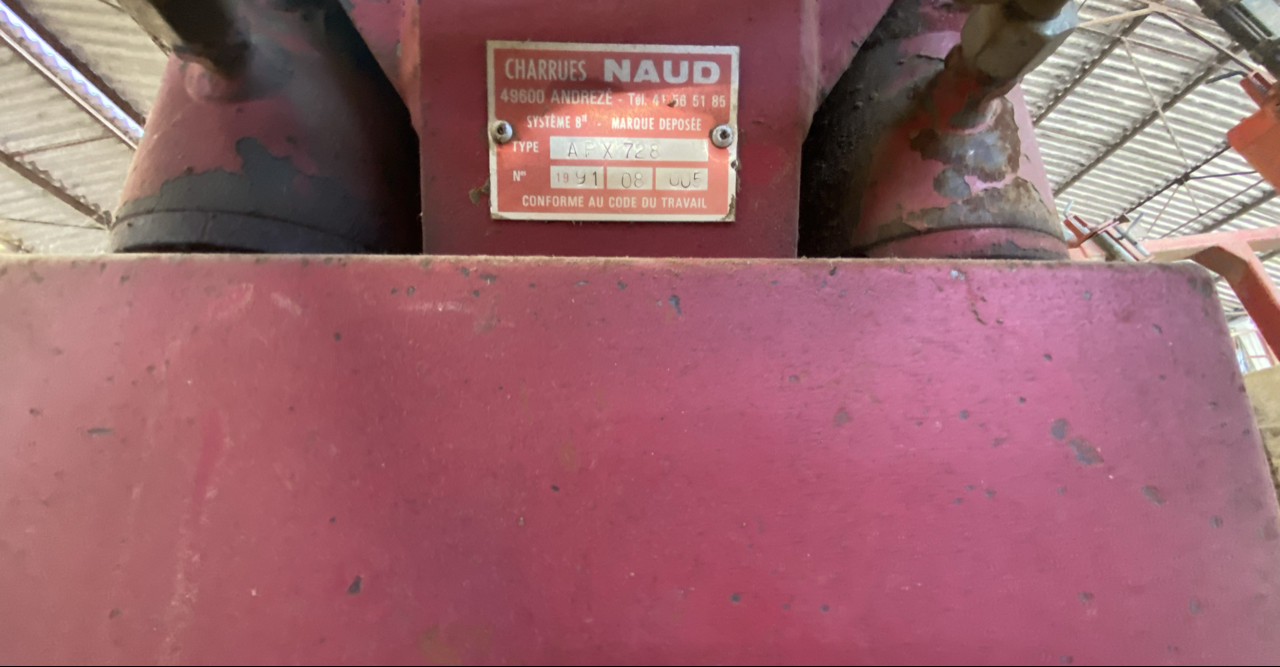 CHARRUES NAUD
49600 ANDREZÉ - Tél. 41 56 51 85
SYSTÈME Bté - MARQUE DEPOSÉE
TYPE 728
Nos 1991 08 005
CONFORME AU CODE DU TRAVAIL